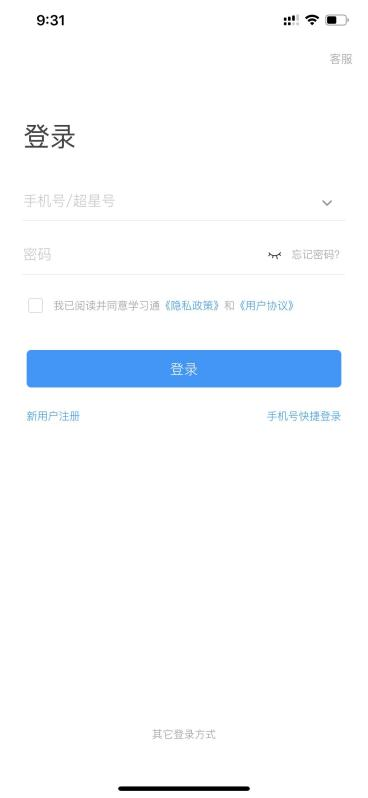 9:31
客服
登录
手机号/超星号
密码
忘记密码?
我已阅读并同意学习通《隐私政策》和《用户协议》
登录
新用户注册
手机号快捷登录
其它登录方式